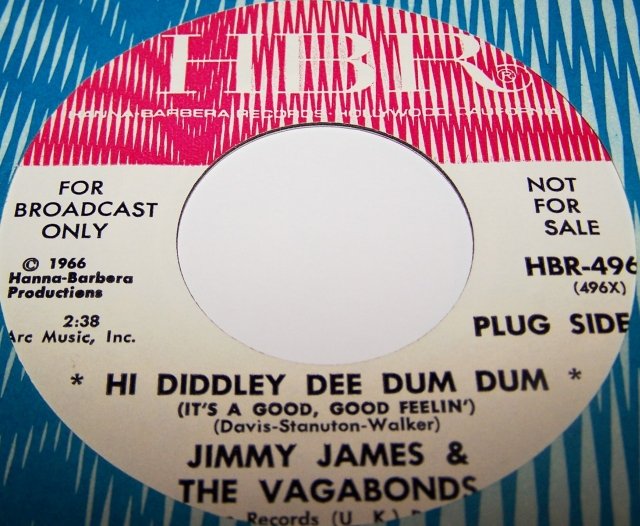 HBR®
HANNA-BARBERA RECORDS, HOLLYWOOD, CALIFORNIA
FOR
BROADCAST
ONLY
NOT
FOR
SALE
© 1966
Hanna-Barbera
Productions
HBR-496
(496X)
2:38
Arc Music, Inc.
PLUG SIDE
* HI DIDDLEY DEE DUM DUM *
(IT'S A GOOD, GOOD FEELIN')
(Davis-Stanuton-Walker)
JIMMY JAMES &
THE VAGABONDS
Records (U.K.)